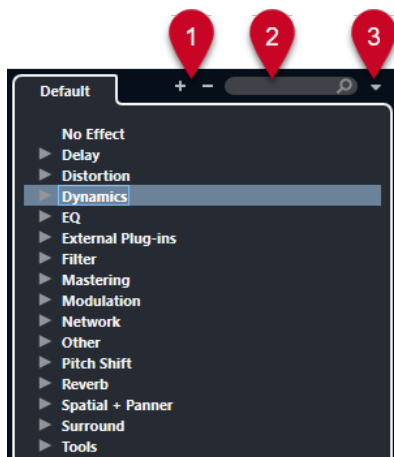 1 2 3
Default + −
No Effect
Delay
Distortion
Dynamics
EQ
External Plug-ins
Filter
Mastering
Modulation
Network
Other
Pitch Shift
Reverb
Spatial + Panner
Surround
Tools